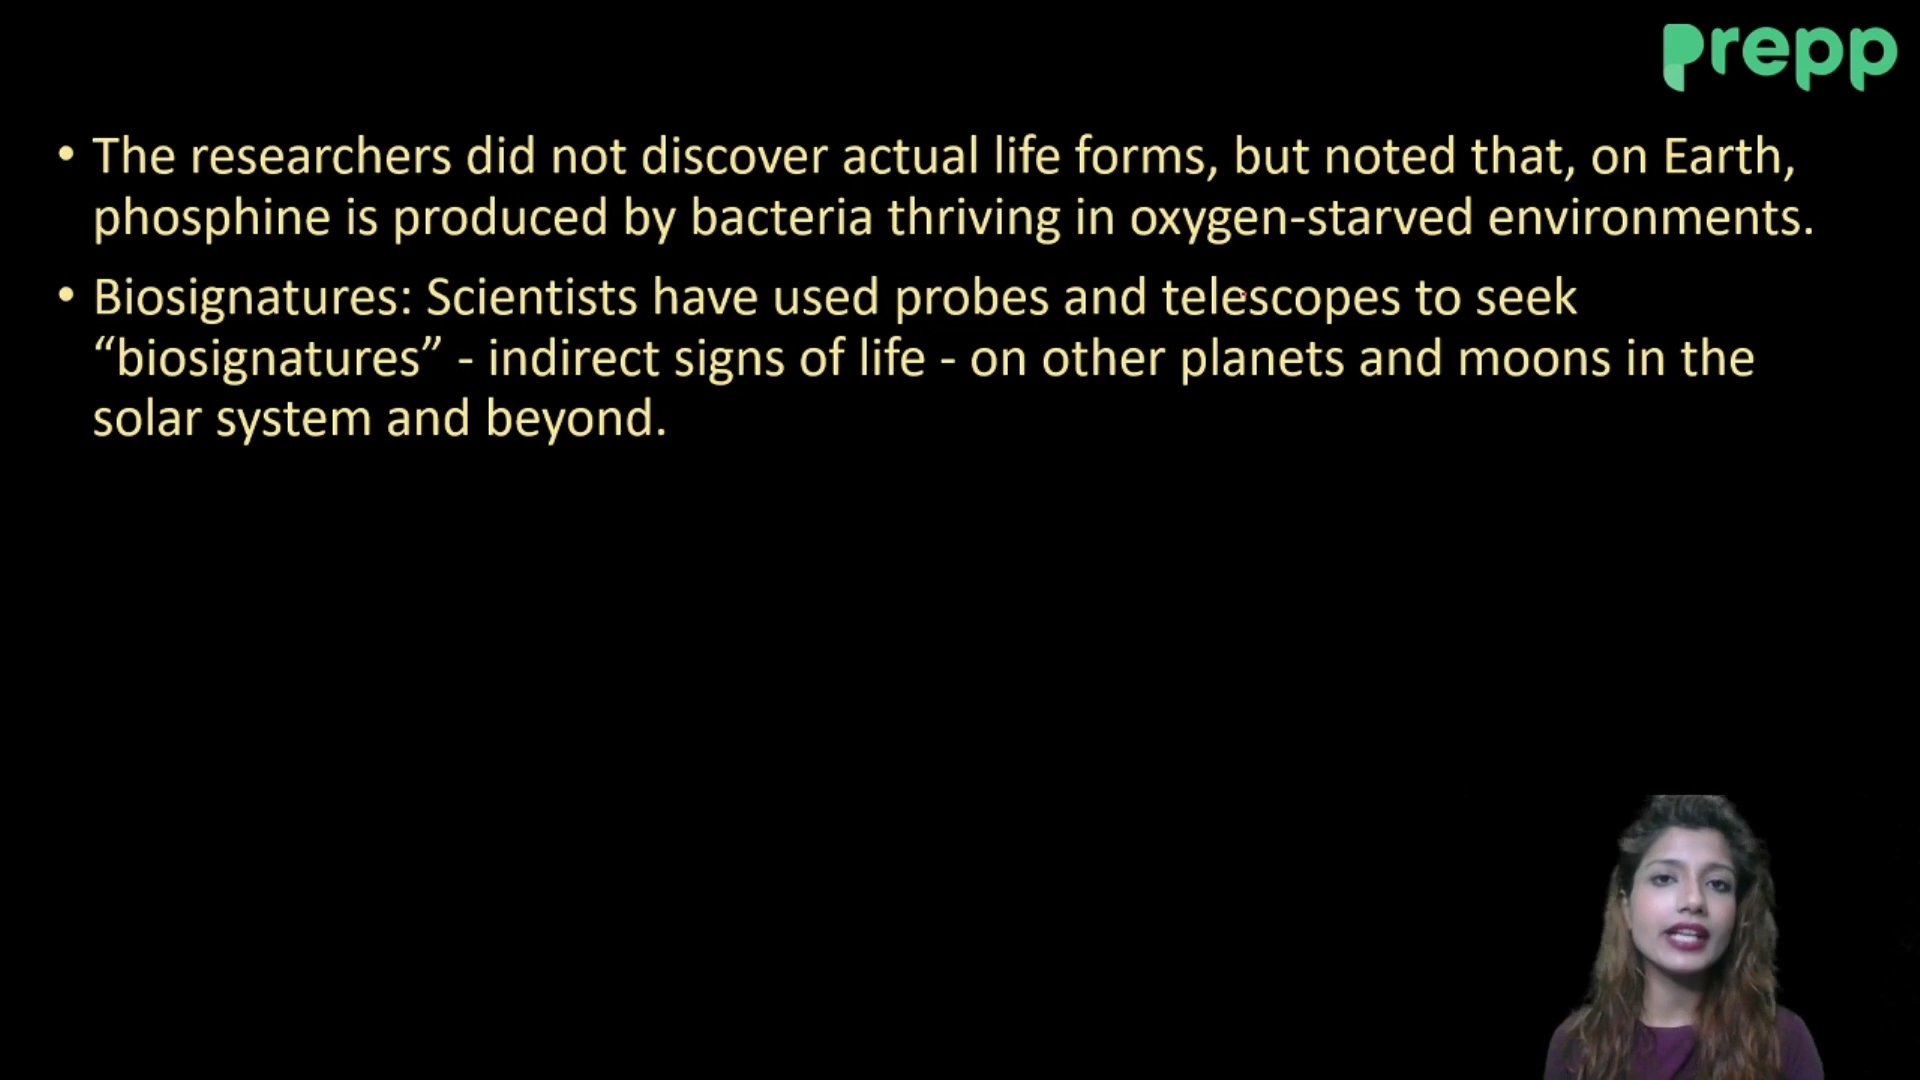 prepp
• The researchers did not discover actual life forms, but noted that, on Earth,
phosphine is produced by bacteria thriving in oxygen-starved environments.
• Biosignatures: Scientists have used probes and telescopes to seek
“biosignatures” - indirect signs of life - on other planets and moons in the
solar system and beyond.